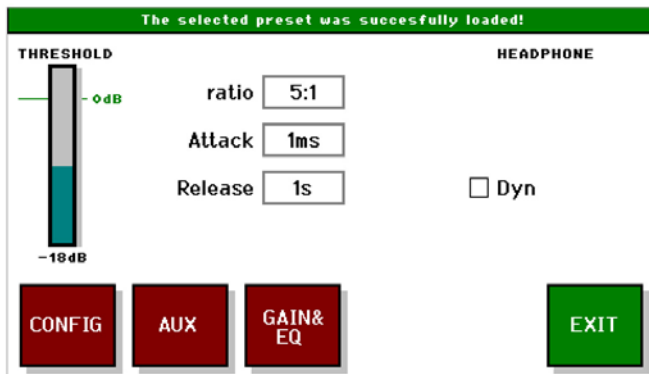 The selected preset was succesfully loaded!
THRESHOLD
HEADPHONE
0dB
ratio 5:1
Attack 1ms
Release 1s
Dyn
-18dB
CONFIG
AUX
GAIN&
EQ
EXIT